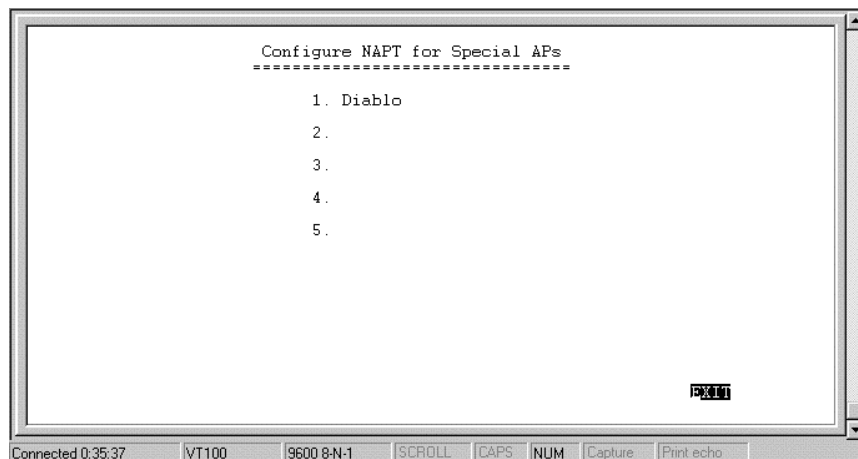 Configure NAPT for Special APs
================================
1. Diablo
2.
3.
4.
5.
EXIT
Connected 0:35:37 VT100 9600 8-N-1 SCROLL CAPS NUM Capture Print echo